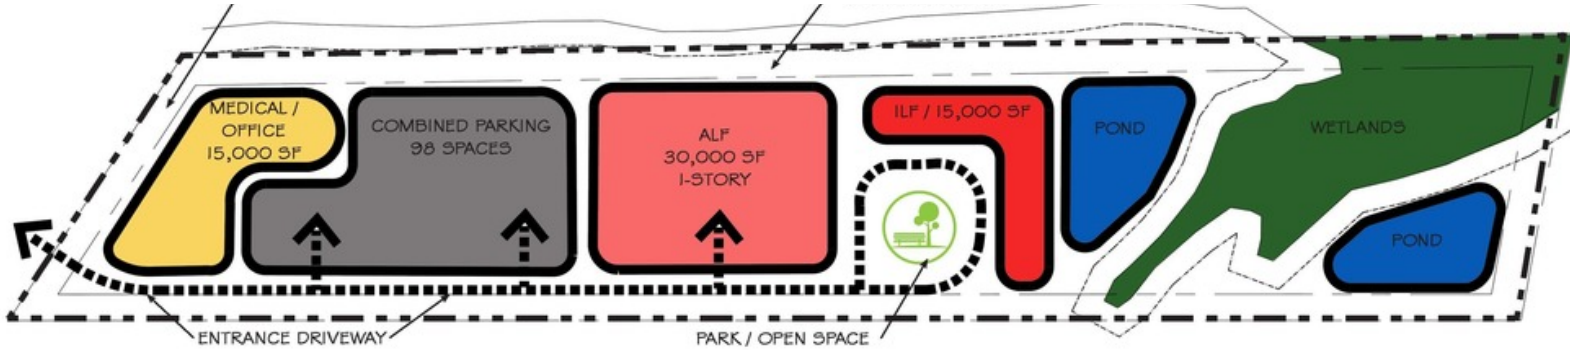 MEDICAL /
OFFICE
15,000 SF
COMBINED PARKING
98 SPACES
ALF
30,000 SF
1-STORY
ILF / 15,000 SF
POND
WETLANDS
POND
ENTRANCE DRIVEWAY
PARK / OPEN SPACE